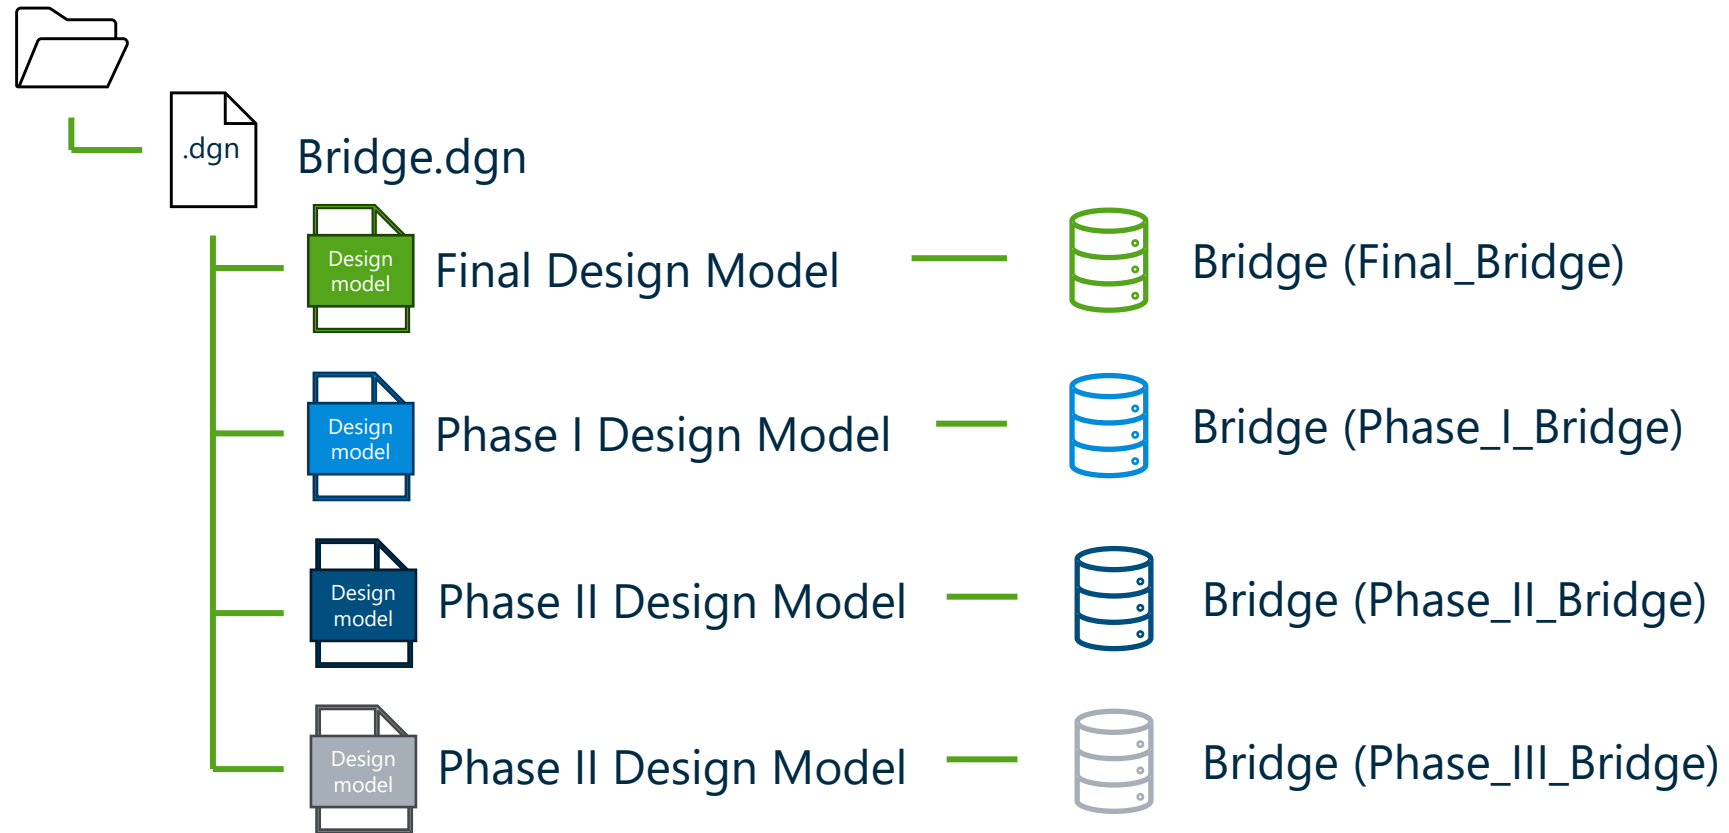 .dgn
Bridge.dgn
Design
model
Final Design Model
Bridge (Final_Bridge)
Design
model
Phase I Design Model
Bridge (Phase_I_Bridge)
Design
model
Phase II Design Model
Bridge (Phase_II_Bridge)
Design
model
Phase II Design Model
Bridge (Phase_III_Bridge)